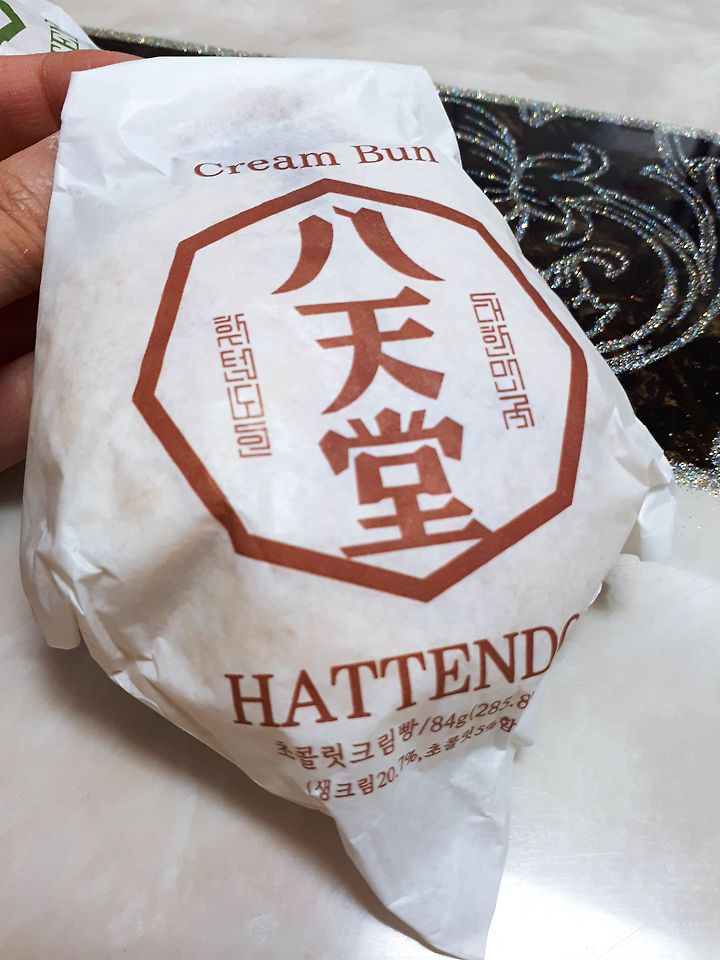 Cream Bun
八天堂
HATTENDO
초콜릿크림빵/84g(285.8
(생크림20.7%,초콜릿5%함